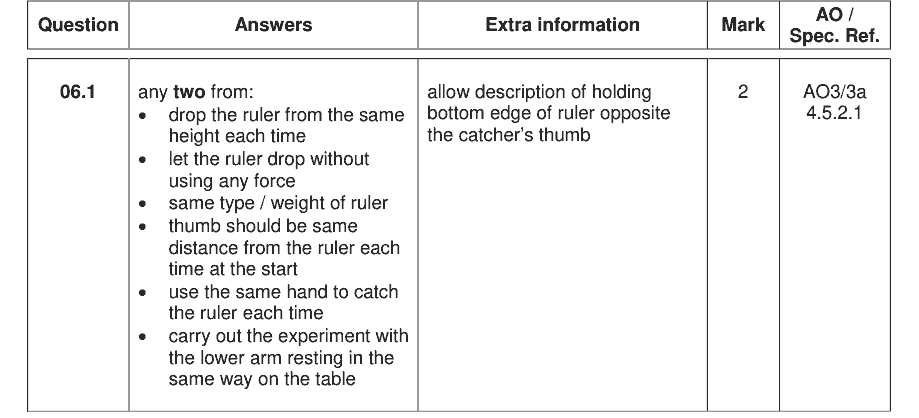 Question
Answers
Extra information
Mark
AO /
Spec. Ref.
06.1
any two from:
• drop the ruler from the same
height each time
• let the ruler drop without
using any force
• same type / weight of ruler
• thumb should be same
distance from the ruler each
time at the start
• use the same hand to catch
the ruler each time
• carry out the experiment with
the lower arm resting in the
same way on the table
allow description of holding
bottom edge of ruler opposite
the catcher's thumb
2
AO3/3a
4.5.2.1